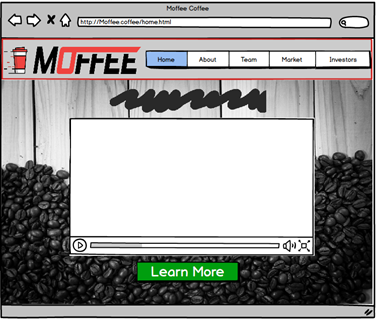 Moffee Coffee
http://Moffee.coffee/home.html
MOFFEE
Home About Team Market Investors
Learn More